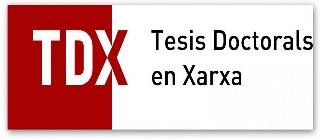 TDX
Tesis Doctorals
en Xarxa